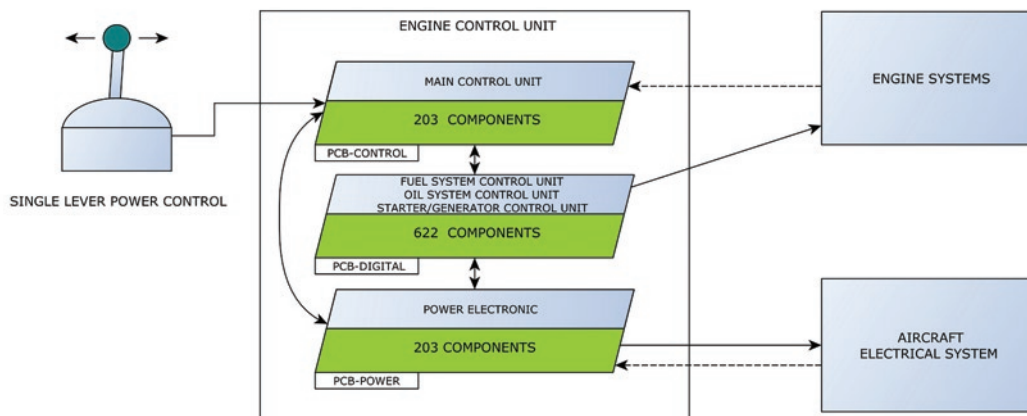 ENGINE CONTROL UNIT
MAIN CONTROL UNIT
203 COMPONENTS
PCB-CONTROL
SINGLE LEVER POWER CONTROL
FUEL SYSTEM CONTROL UNIT
OIL SYSTEM CONTROL UNIT
STARTER/GENERATOR CONTROL UNIT
622 COMPONENTS
PCB-DIGITAL
POWER ELECTRONIC
203 COMPONENTS
PCB-POWER
ENGINE SYSTEMS
AIRCRAFT
ELECTRICAL SYSTEM